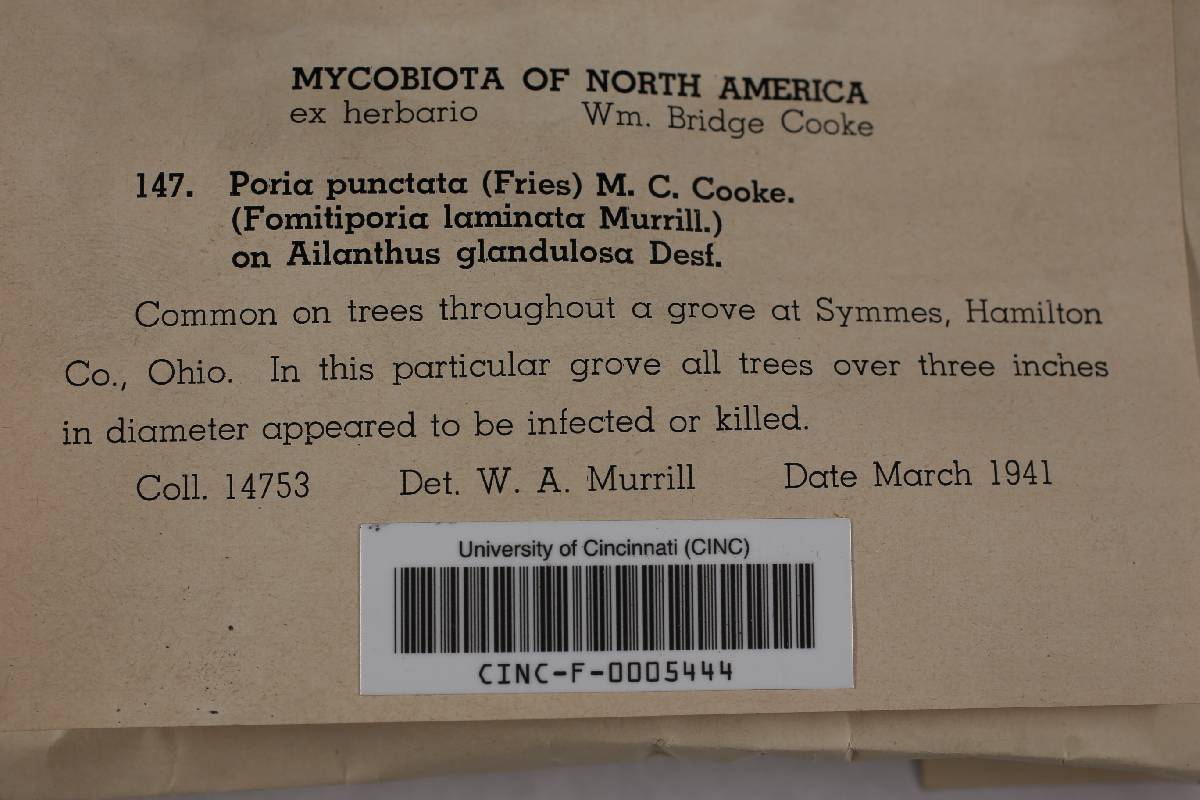 MYCOBIOTA OF NORTH AMERICA
ex herbario Wm. Bridge Cooke
147. Poria punctata (Fries) M. C. Cooke.
(Fomitiporia laminata Murrill.)
on Ailanthus glandulosa Desf.
Common on trees throughout a grove at Symmes, Hamilton
Co., Ohio. In this particular grove all trees over three inches
in diameter appeared to be infected or killed.
Coll. 14753 Det. W. A. Murrill Date March 1941
University of Cincinnati (CINC)
CINC-F-0005444